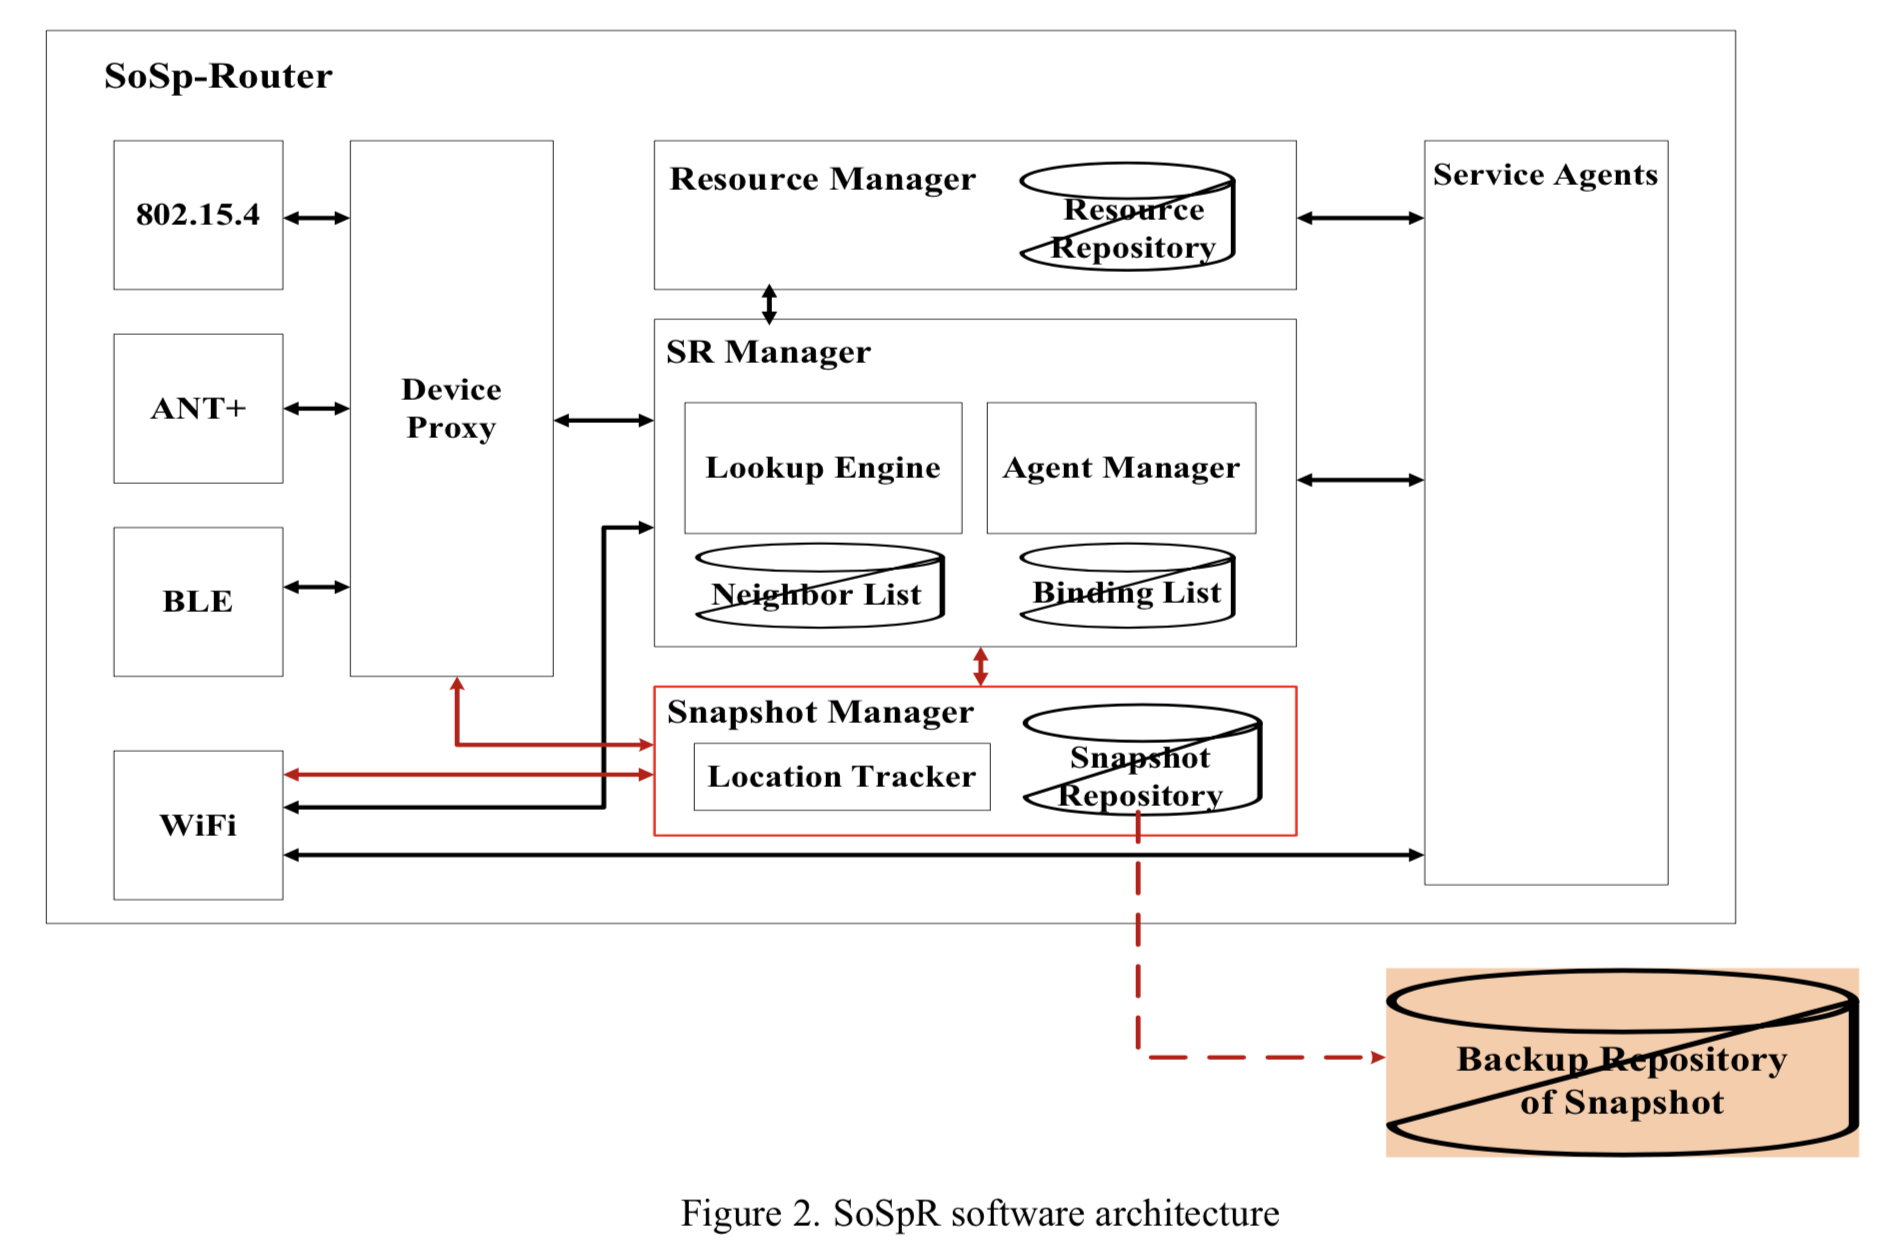 SoSp-Router
802.15.4
ANT+
BLE
WiFi
Device
Proxy
Resource Manager
Resource
Repository
SR Manager
Lookup Engine
Agent Manager
Neighbor List
Binding List
Snapshot Manager
Location Tracker
Snapshot
Repository
Service Agents
Backup Repository
of Snapshot
Figure 2. SoSpR software architecture